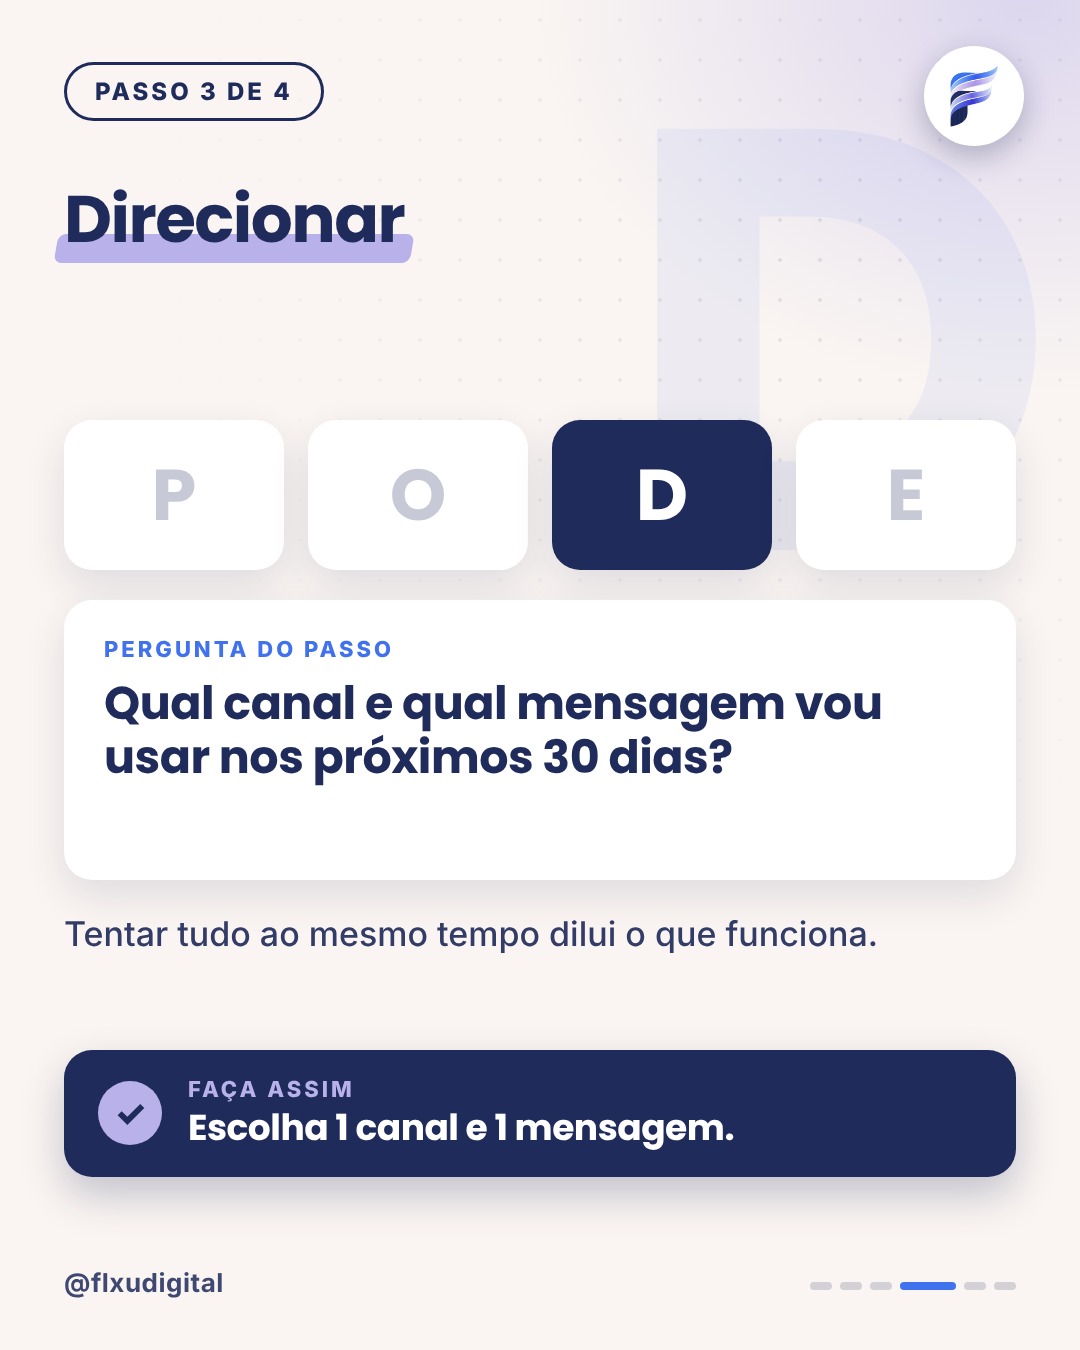 PASSO 3 DE 4
Direcionar
P O D E
PERGUNTA DO PASSO
Qual canal e qual mensagem vou
usar nos próximos 30 dias?
Tentar tudo ao mesmo tempo dilui o que funciona.
FAÇA ASSIM
Escolha 1 canal e 1 mensagem.
@flxudigital